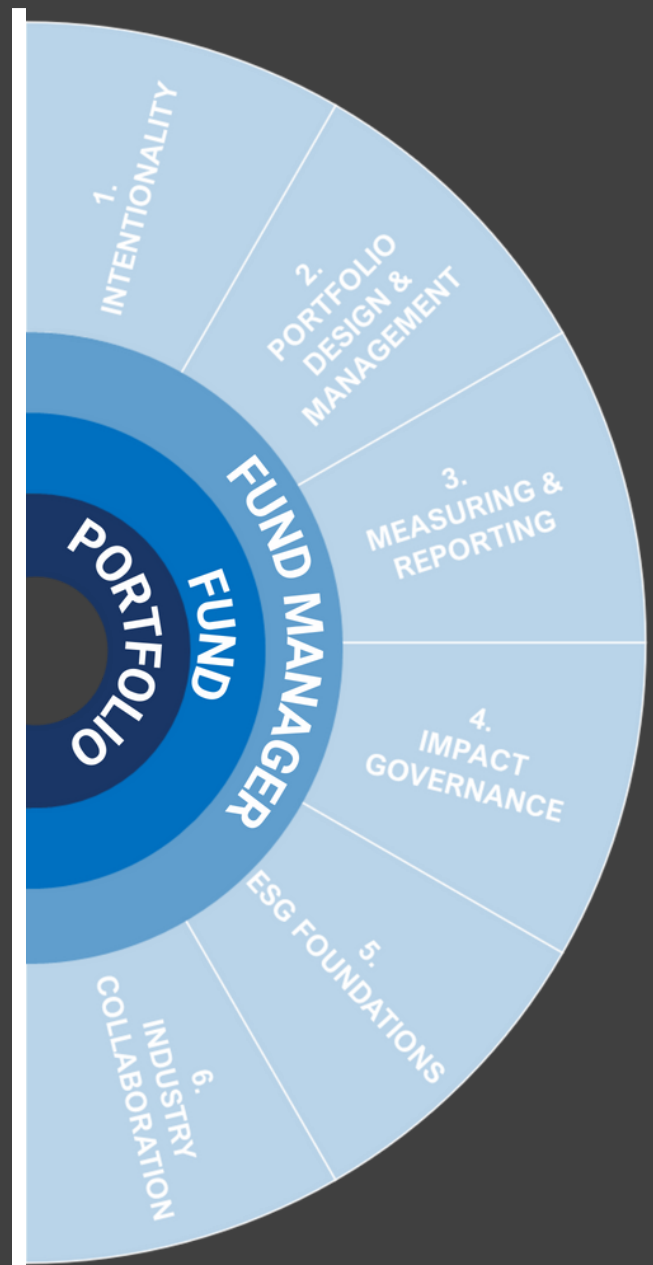 1.
INTENTIONALITY
2.
PORTFOLIO
DESIGN &
MANAGEMENT
3.
MEASURING &
REPORTING
4.
IMPACT
GOVERNANCE
5.
ESG FOUNDATIONS
6.
INDUSTRY
COLLABORATION
FUND MANAGER
FUND
PORTFOLIO